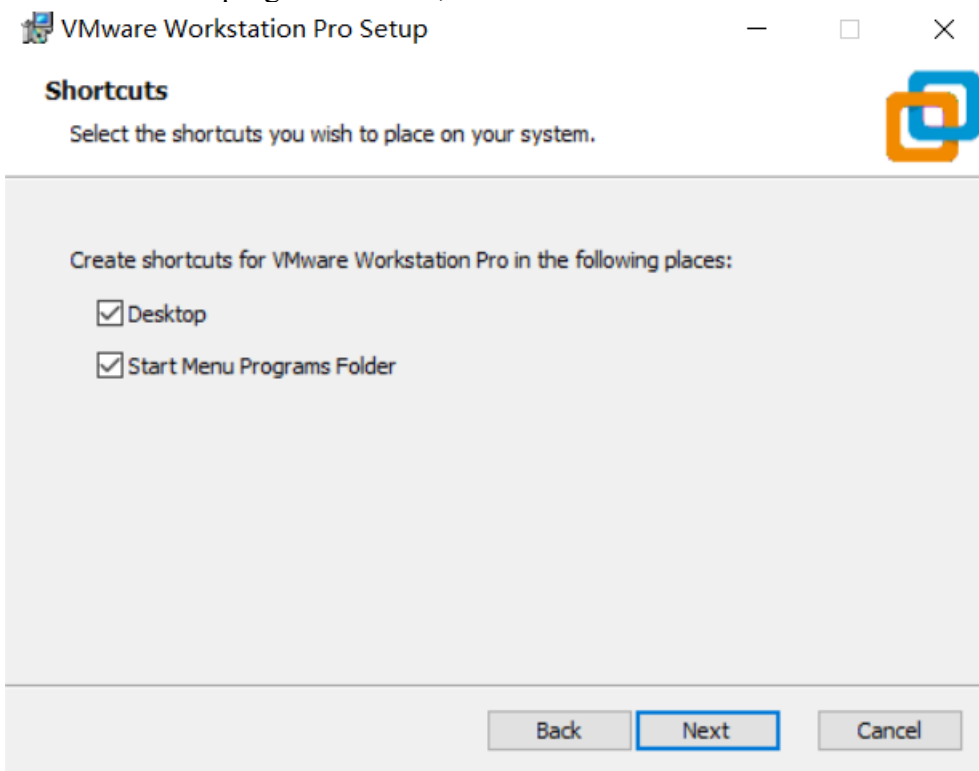 VMware Workstation Pro Setup
Shortcuts
Select the shortcuts you wish to place on your system.
Create shortcuts for VMware Workstation Pro in the following places:
Desktop
Start Menu Programs Folder
Back Next Cancel